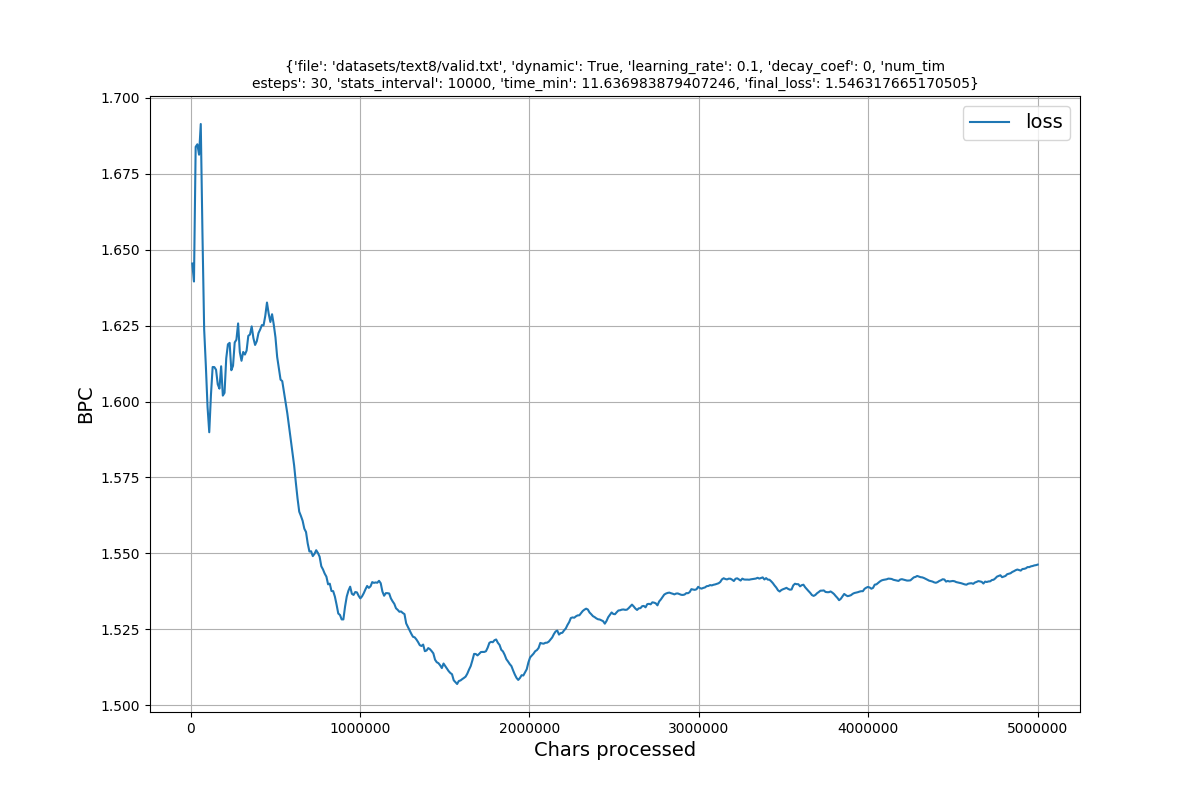 {'file': 'datasets/text8/valid.txt', 'dynamic': True, 'learning_rate': 0.1, 'decay_coef': 0, 'num_tim
esteps': 30, 'stats_interval': 10000, 'time_min': 11.636983879407246, 'final_loss': 1.546317665170505}
loss
1.700
1.675
1.650
1.625
1.600
1.575
1.550
1.525
1.500
BPC
0 1000000 2000000 3000000 4000000 5000000
Chars processed